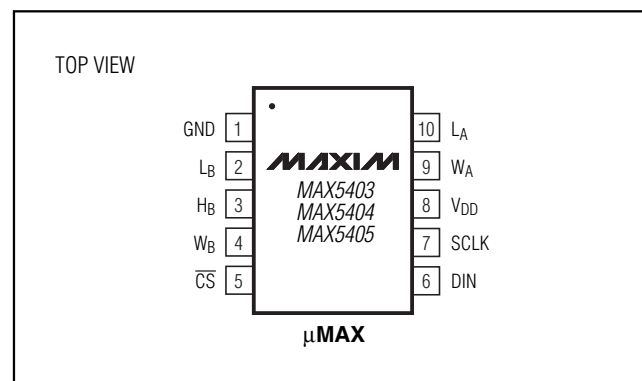 TOP VIEW
GND 1
L_B 2
H_B 3
W_B 4
C̅S̅ 5
MAXIM
MAX5403
MAX5404
MAX5405
10 L_A
9 W_A
8 V_DD
7 SCLK
6 DIN
µMAX